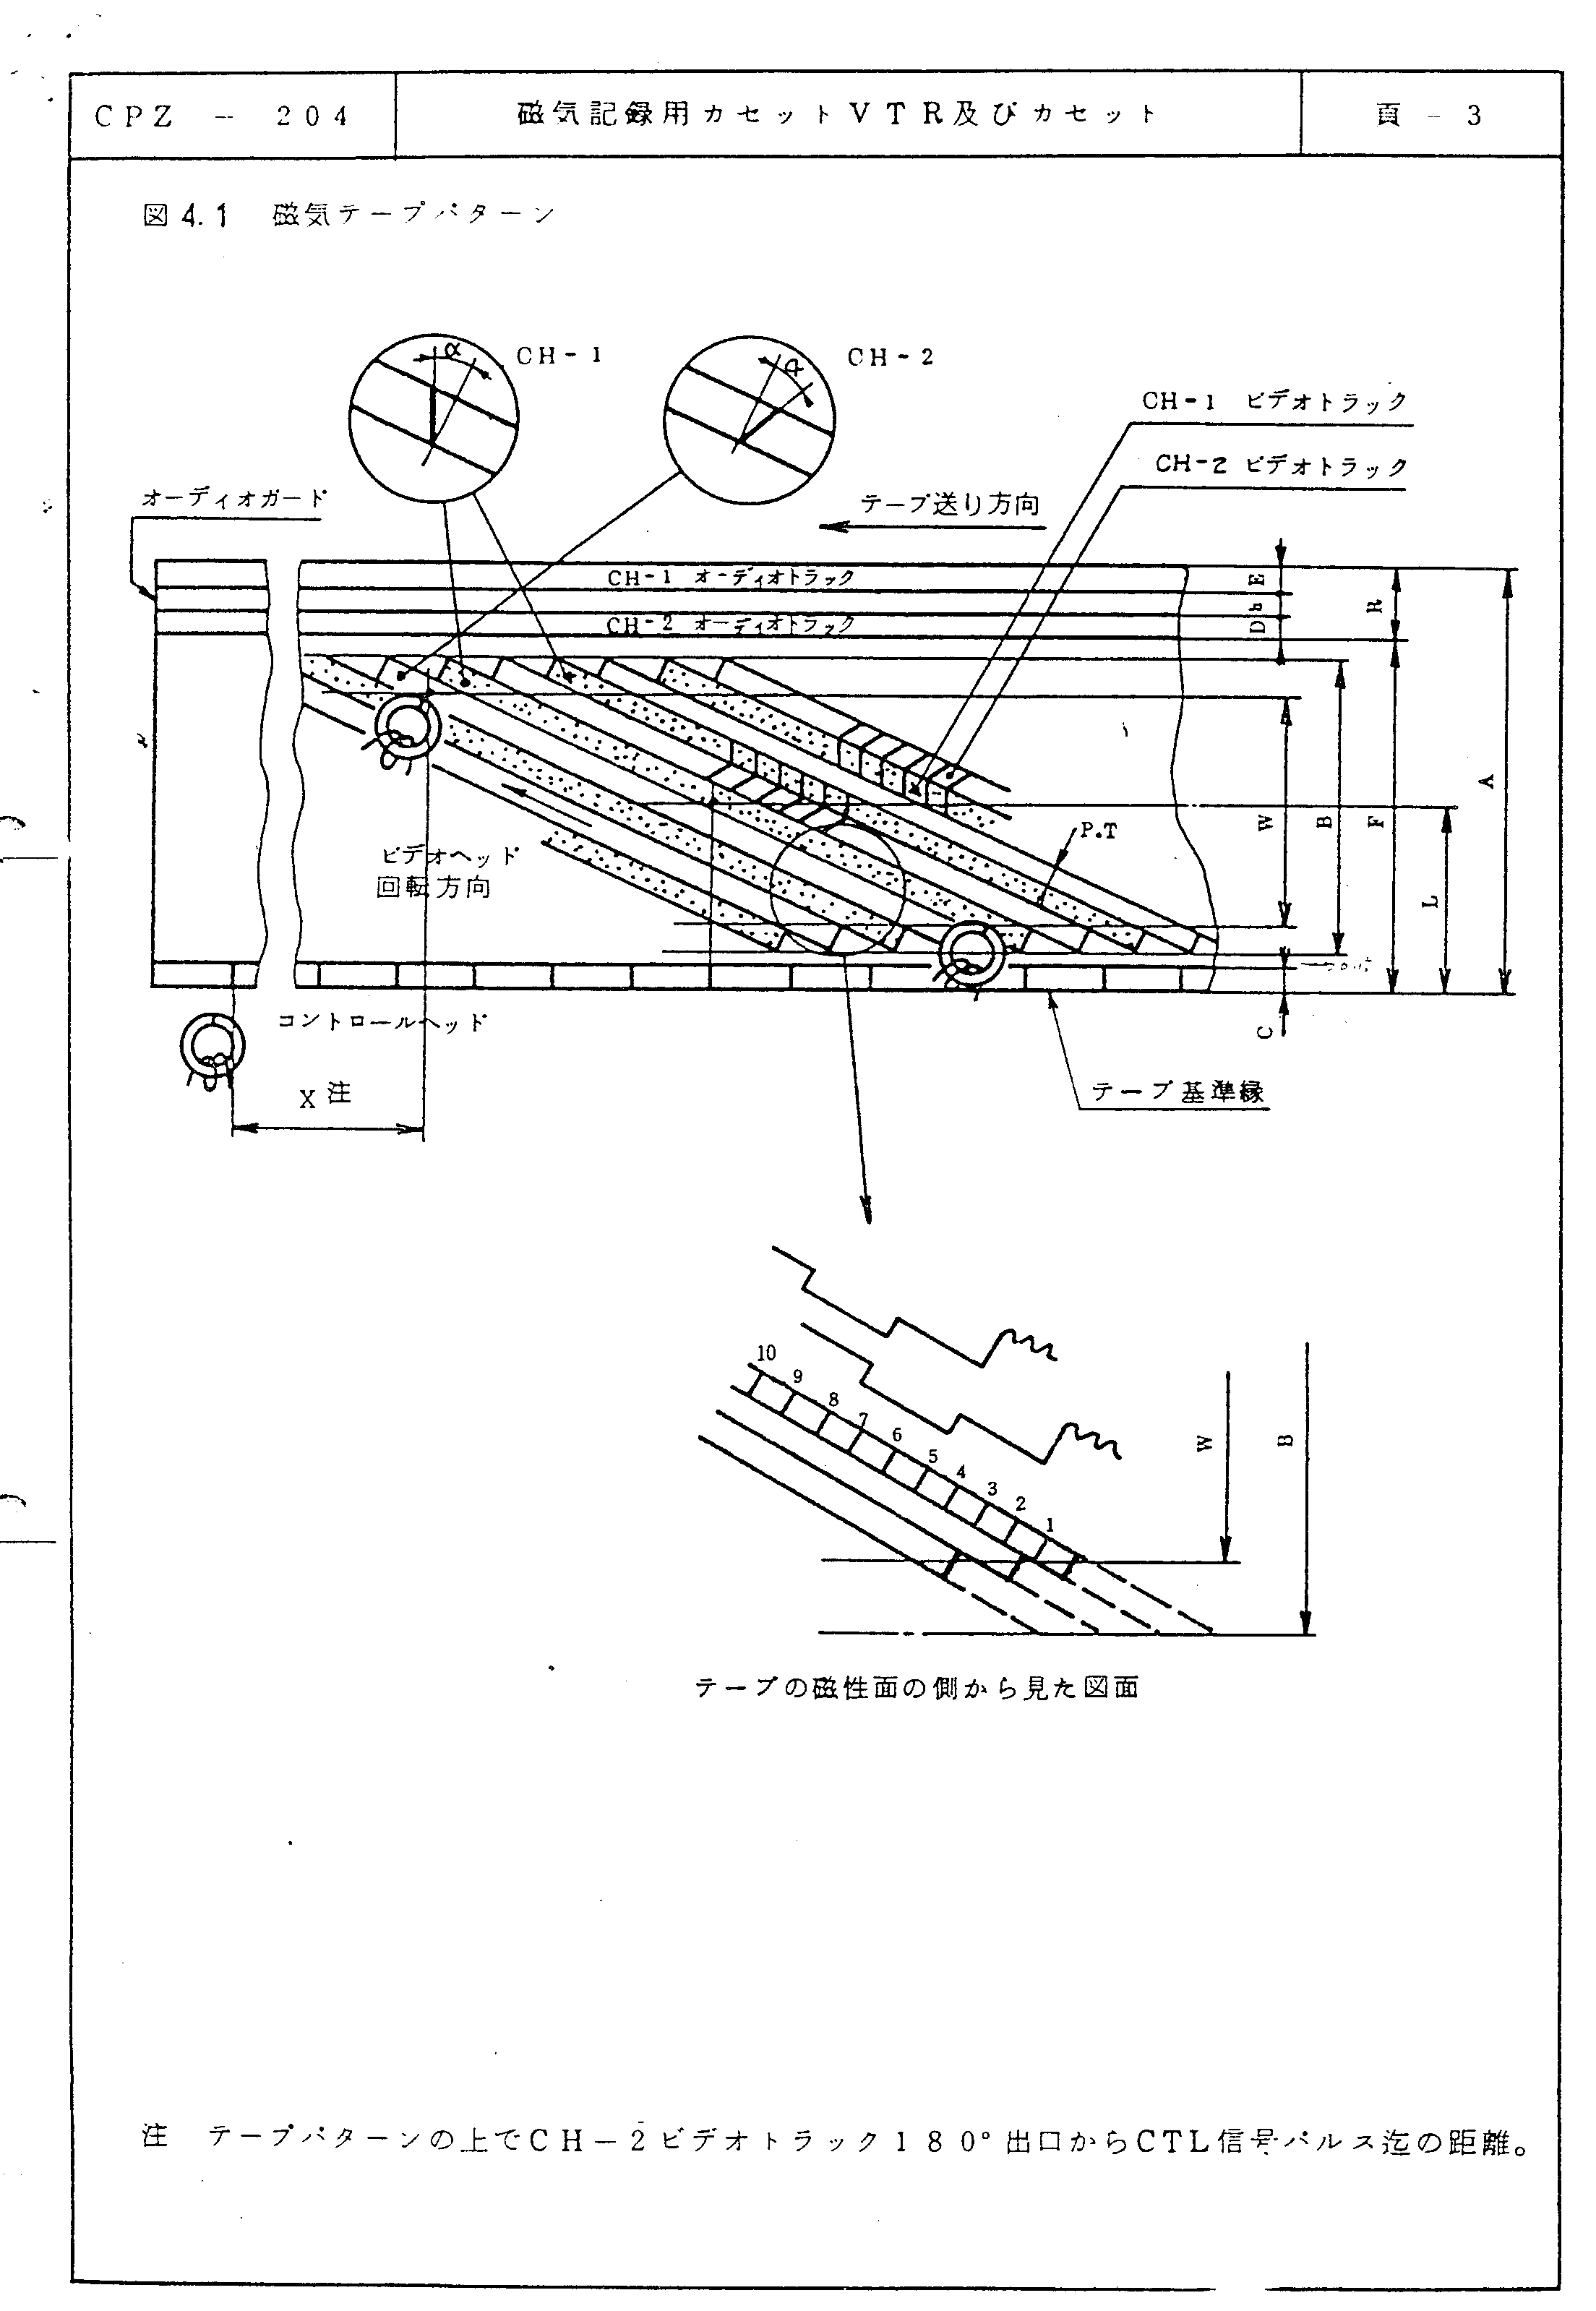 CPZ - 204
磁気記録用カセットVTR及びカセット
頁 - 3
図4.1 磁気テープパターン
α
CH-1
α
CH-2
CH-1 ビデオトラック
CH-2 ビデオトラック
オーディオガード
テープ送り方向
CH-1 オーディオトラック
CH-2 オーディオトラック
E
h
D
R
A
W
B
F
L
P.T
ビデオヘッド
回転方向
コントロールヘッド
C
X 注
テープ基準縁
10
9
8
7
6
5
4
3
2
1
W
B
テープの磁性面の側から見た図面
注 テープパターンの上でCH-2ビデオトラック180°出口からCTL信号パルス迄の距離。